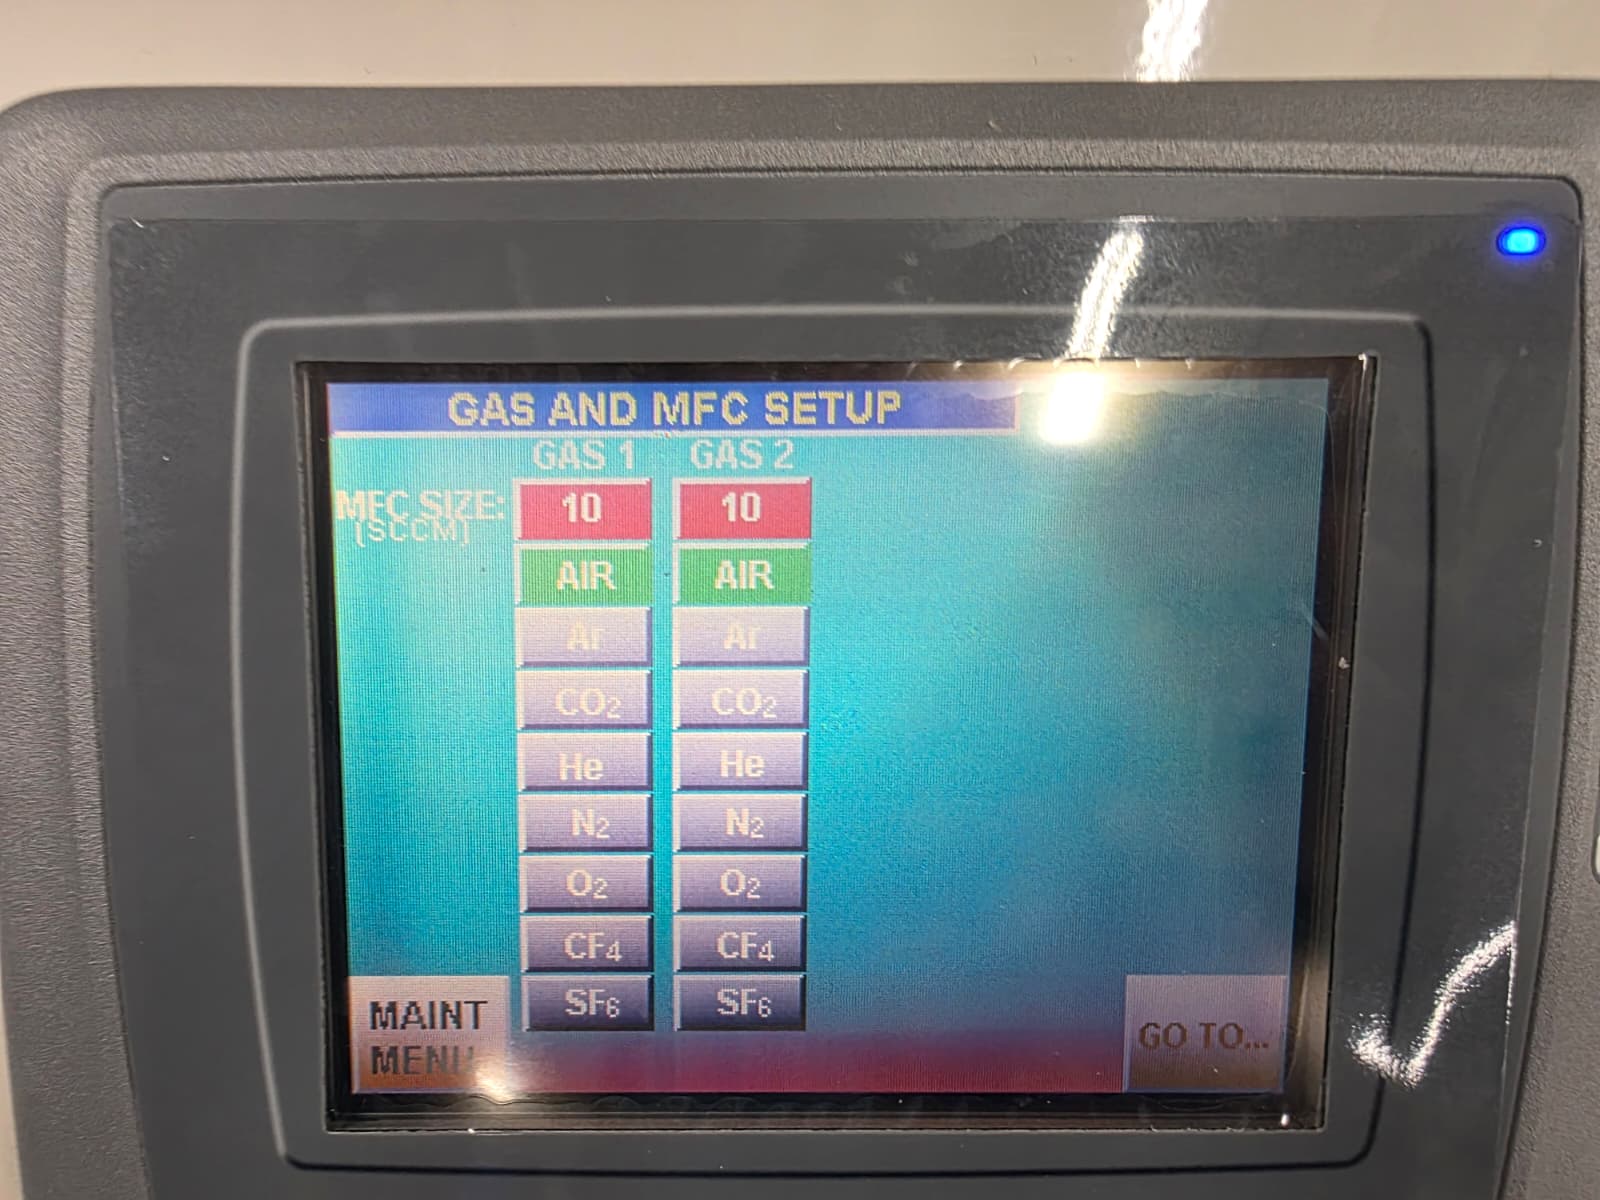 GAS AND MFC SETUP
GAS 1 GAS 2
MFC SIZE: 10 10
(SCCM)
AIR AIR
Ar Ar
CO₂ CO₂
He He
N₂ N₂
O₂ O₂
CF₄ CF₄
SF₆ SF₆
MAINT
MENU
GO TO...